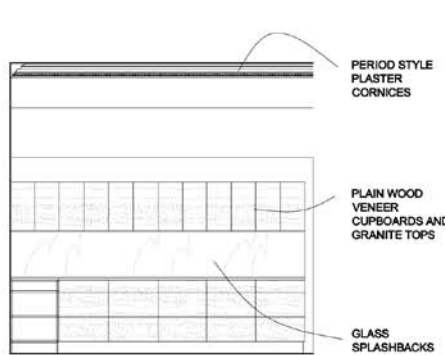 PERIOD STYLE
PLASTER
CORNICES
PLAIN WOOD
VENEER
CUPBOARDS AND
GRANITE TOPS
GLASS
SPLASHBACKS